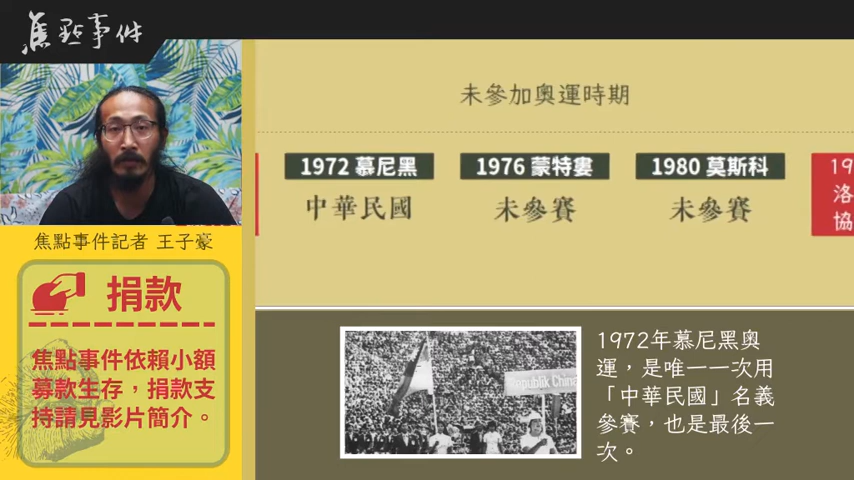 焦點事件
未參加奧運時期
1972 慕尼黑
中華民國
1976 蒙特婁
未參賽
1980 莫斯科
未參賽
19
洛
協
焦點事件記者 王子豪
捐款
焦點事件依賴小額
募款生存，捐款支
持請見影片簡介。
Republik China
1972年慕尼黑奧
運，是唯一一次用
「中華民國」名義
參賽，也是最後一
次。